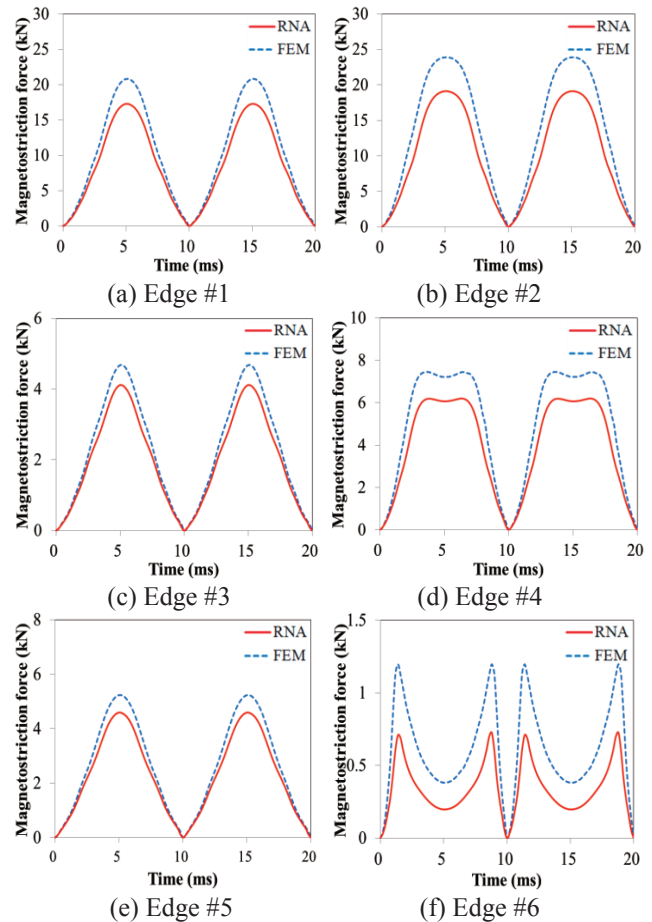 Magnetostriction force (kN)
30
25
20
15
10
5
0
0 5 10 15 20
Time (ms)
RNA
FEM
(a) Edge #1
Magnetostriction force (kN)
30
25
20
15
10
5
0
0 5 10 15 20
Time (ms)
RNA
FEM
(b) Edge #2
Magnetostriction force (kN)
6
4
2
0
0 5 10 15 20
Time (ms)
RNA
FEM
(c) Edge #3
Magnetostriction force (kN)
10
8
6
4
2
0
0 5 10 15 20
Time (ms)
RNA
FEM
(d) Edge #4
Magnetostriction force (kN)
8
6
4
2
0
0 5 10 15 20
Time (ms)
RNA
FEM
(e) Edge #5
Magnetostriction force (kN)
1.5
1
0.5
0
0 5 10 15 20
Time (ms)
RNA
FEM
(f) Edge #6